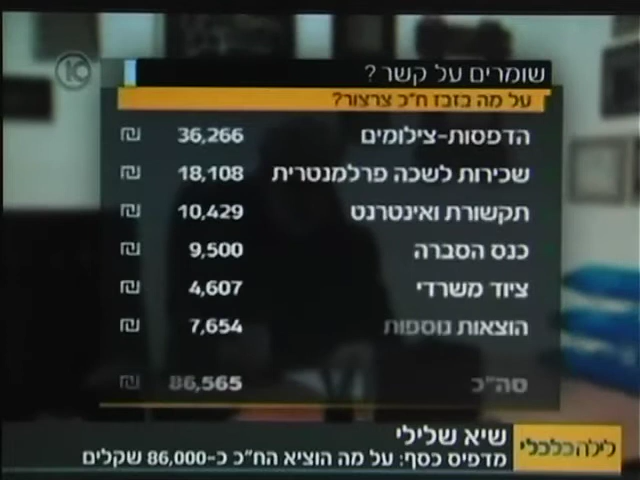 10
שומרים על קשר?
על מה בזבז ח"כ צרצור?
הדפסות-צילומים 36,266 ₪
שכירות לשכה פרלמנטרית 18,108 ₪
תקשורת ואינטרנט 10,429 ₪
כנס הסברה 9,500 ₪
ציוד משרדי 4,607 ₪
הוצאות נוספות 7,654 ₪
סה"כ 86,565 ₪
שיא שלילי
מדפיס כסף: על מה הוציא הח"כ כ-86,000 שקלים
לילה כלכלי